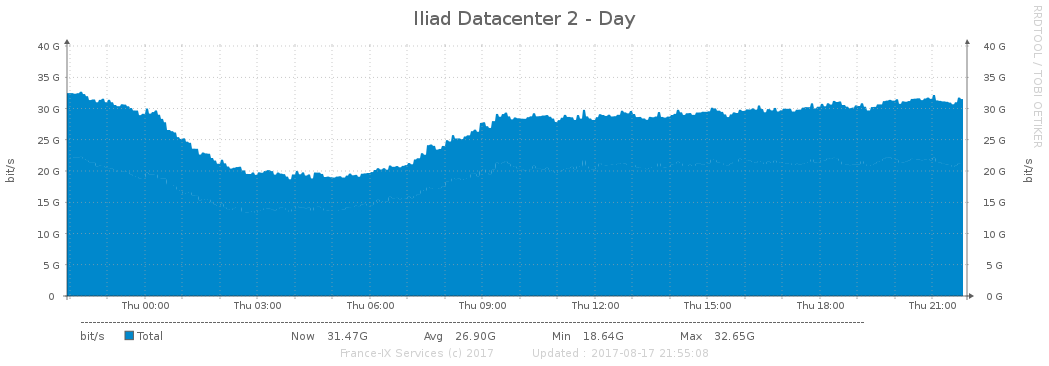 Iliad Datacenter 2 - Day
RRDTOOL / TOBI OETIKER
40 G 40 G
35 G 35 G
30 G 30 G
25 G 25 G
20 G 20 G
15 G 15 G
10 G 10 G
5 G 5 G
0 0 G
bit/s
bit/s
Thu 00:00 Thu 03:00 Thu 06:00 Thu 09:00 Thu 12:00 Thu 15:00 Thu 18:00 Thu 21:00
bit/s Total Now 31.47G Avg 26.90G Min 18.64G Max 32.65G
France-IX Services (c) 2017 Updated : 2017-08-17 21:55:08